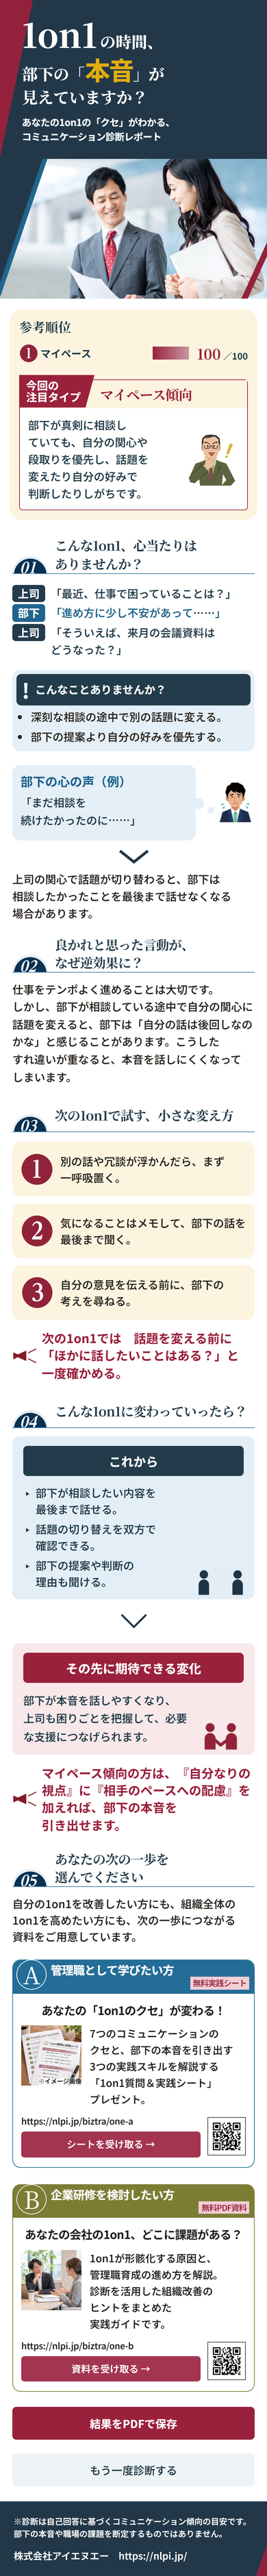 1on1の時間、
部下の「本音」が
見えていますか？
あなたの1on1の「クセ」がわかる、
コミュニケーション診断レポート
参考順位
1 マイペース 100 ／100
今回の
注目タイプ
マイペース傾向
部下が真剣に相談し
ていても、自分の関心や
段取りを優先し、話題を
変えたり自分の好みで
判断したりしがちです。
01
こんな1on1、心当たりは
ありませんか？
上司 「最近、仕事で困っていることは？」
部下 「進め方に少し不安があって……」
上司 「そういえば、来月の会議資料は
どうなった？」
! こんなことありませんか？
• 深刻な相談の途中で別の話題に変える。
• 部下の提案より自分の好みを優先する。
部下の心の声（例）
「まだ相談を
続けたかったのに……」
上司の関心で話題が切り替わると、部下は
相談したかったことを最後まで話せなくなる
場合があります。
02
良かれと思った言動が、
なぜ逆効果に？
仕事をテンポよく進めることは大切です。
しかし、部下が相談している途中で自分の関心に
話題を変えると、部下は「自分の話は後回しなの
かな」と感じることがあります。こうした
すれ違いが重なると、本音を話しにくくなって
しまいます。
03
次の1on1で試す、小さな変え方
1
別の話や冗談が浮かんだら、まず
一呼吸置く。
2
気になることはメモして、部下の話を
最後まで聞く。
3
自分の意見を伝える前に、部下の
考えを尋ねる。
次の1on1では　話題を変える前に
「ほかに話したいことはある？」と
一度確かめる。
04
こんな1on1に変わっていったら？
これから
‣ 部下が相談したい内容を
最後まで話せる。
‣ 話題の切り替えを双方で
確認できる。
‣ 部下の提案や判断の
理由も聞ける。
その先に期待できる変化
部下が本音を話しやすくなり、
上司も困りごとを把握して、必要
な支援につなげられます。
マイペース傾向の方は、『自分なりの
視点』に『相手のペースへの配慮』を
加えれば、部下の本音を
引き出せます。
05
あなたの次の一歩を
選んでください
自分の1on1を改善したい方にも、組織全体の
1on1を高めたい方にも、次の一歩につながる
資料をご用意しています。
A 管理職として学びたい方
無料実践シート
あなたの「1on1のクセ」が変わる！
7つのコミュニケーションの
クセと、部下の本音を引き出す
3つの実践スキルを解説する
「1on1質問＆実践シート」
プレゼント。
※イメージ画像
https://nlpi.jp/biztra/one-a
シートを受け取る →
B 企業研修を検討したい方
無料PDF資料
あなたの会社の1on1、どこに課題がある？
1on1が形骸化する原因と、
管理職育成の進め方を解説。
診断を活用した組織改善の
ヒントをまとめた
実践ガイドです。
https://nlpi.jp/biztra/one-b
資料を受け取る →
結果をPDFで保存
もう一度診断する
※診断は自己回答に基づくコミュニケーション傾向の目安です。
部下の本音や職場の課題を断定するものではありません。
株式会社アイエヌエー　https://nlpi.jp/